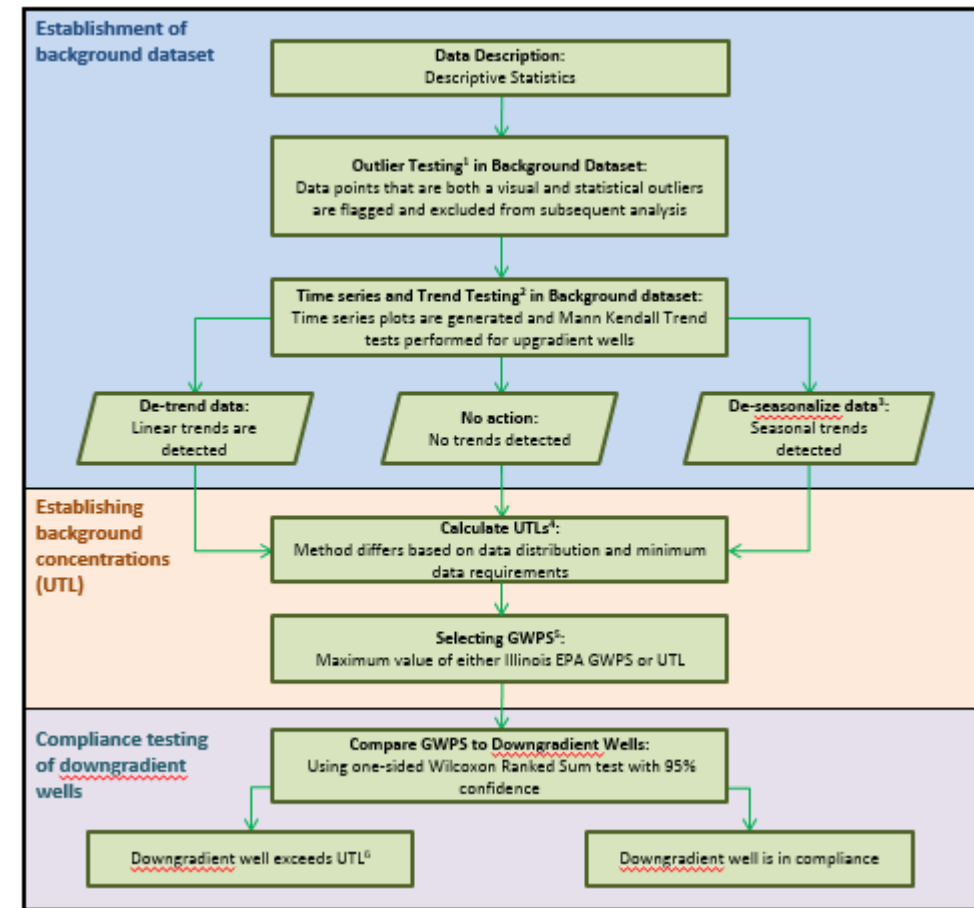 Establishment of
background dataset
Data Description:
Descriptive Statistics
Outlier Testing¹ in Background Dataset:
Data points that are both a visual and statistical outliers
are flagged and excluded from subsequent analysis
Time series and Trend Testing² in Background dataset:
Time series plots are generated and Mann Kendall Trend
tests performed for upgradient wells
De-trend data:
Linear trends are
detected
No action:
No trends detected
De-seasonalize data³:
Seasonal trends
detected
Establishing
background
concentrations
(UTL)
Calculate UTLs⁴:
Method differs based on data distribution and minimum
data requirements
Selecting GWPS⁵:
Maximum value of either Illinois EPA GWPS or UTL
Compliance testing
of downgradient
wells
Compare GWPS to Downgradient Wells:
Using one-sided Wilcoxon Ranked Sum test with 95%
confidence
Downgradient well exceeds UTL⁶
Downgradient well is in compliance